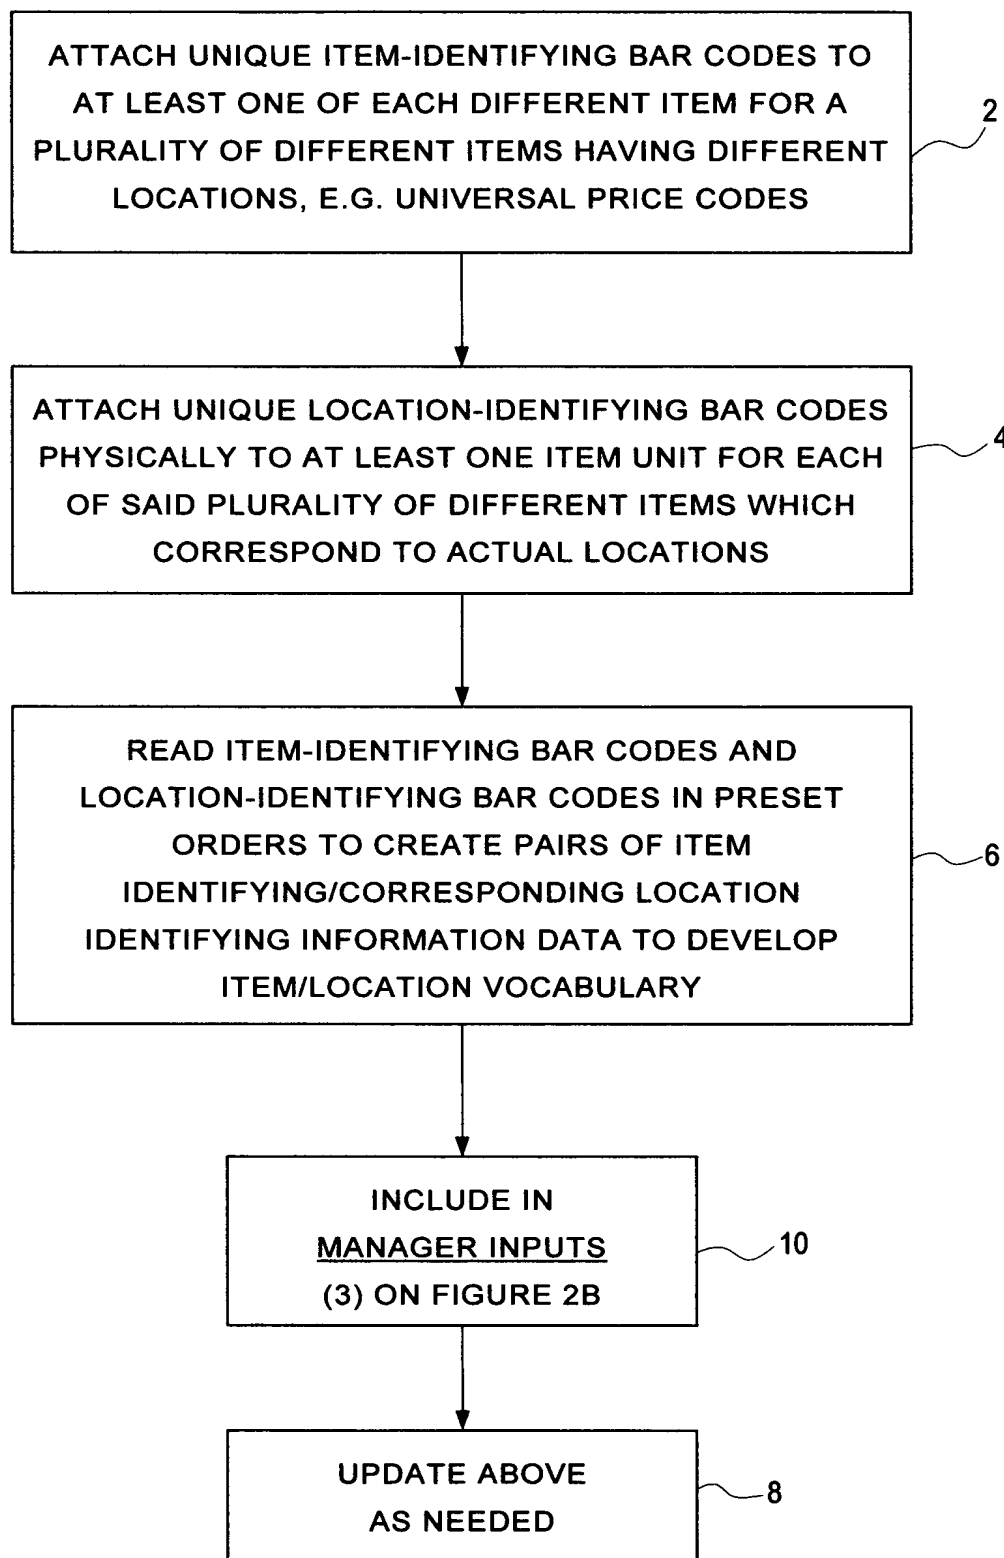 ATTACH UNIQUE ITEM-IDENTIFYING BAR CODES TO
AT LEAST ONE OF EACH DIFFERENT ITEM FOR A
PLURALITY OF DIFFERENT ITEMS HAVING DIFFERENT
LOCATIONS, E.G. UNIVERSAL PRICE CODES
2
ATTACH UNIQUE LOCATION-IDENTIFYING BAR CODES
PHYSICALLY TO AT LEAST ONE ITEM UNIT FOR EACH
OF SAID PLURALITY OF DIFFERENT ITEMS WHICH
CORRESPOND TO ACTUAL LOCATIONS
4
READ ITEM-IDENTIFYING BAR CODES AND
LOCATION-IDENTIFYING BAR CODES IN PRESET
ORDERS TO CREATE PAIRS OF ITEM
IDENTIFYING/CORRESPONDING LOCATION
IDENTIFYING INFORMATION DATA TO DEVELOP
ITEM/LOCATION VOCABULARY
6
INCLUDE IN
MANAGER INPUTS
(3) ON FIGURE 2B
10
UPDATE ABOVE
AS NEEDED
8